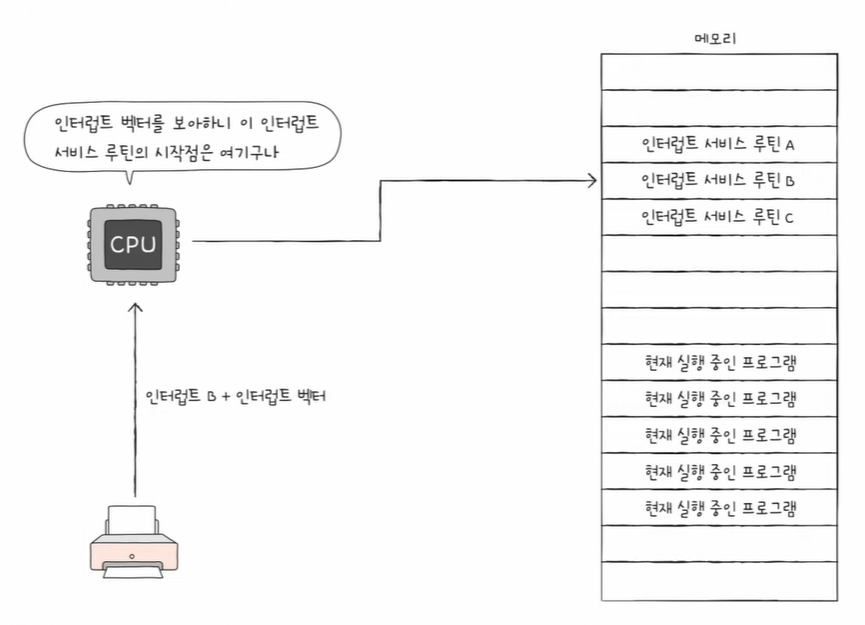 메모리
인터럽트 벡터를 보아하니 이 인터럽트
서비스 루틴의 시작점은 여기구나
CPU
인터럽트 B + 인터럽트 벡터
인터럽트 서비스 루틴 A
인터럽트 서비스 루틴 B
인터럽트 서비스 루틴 C
현재 실행 중인 프로그램
현재 실행 중인 프로그램
현재 실행 중인 프로그램
현재 실행 중인 프로그램
현재 실행 중인 프로그램